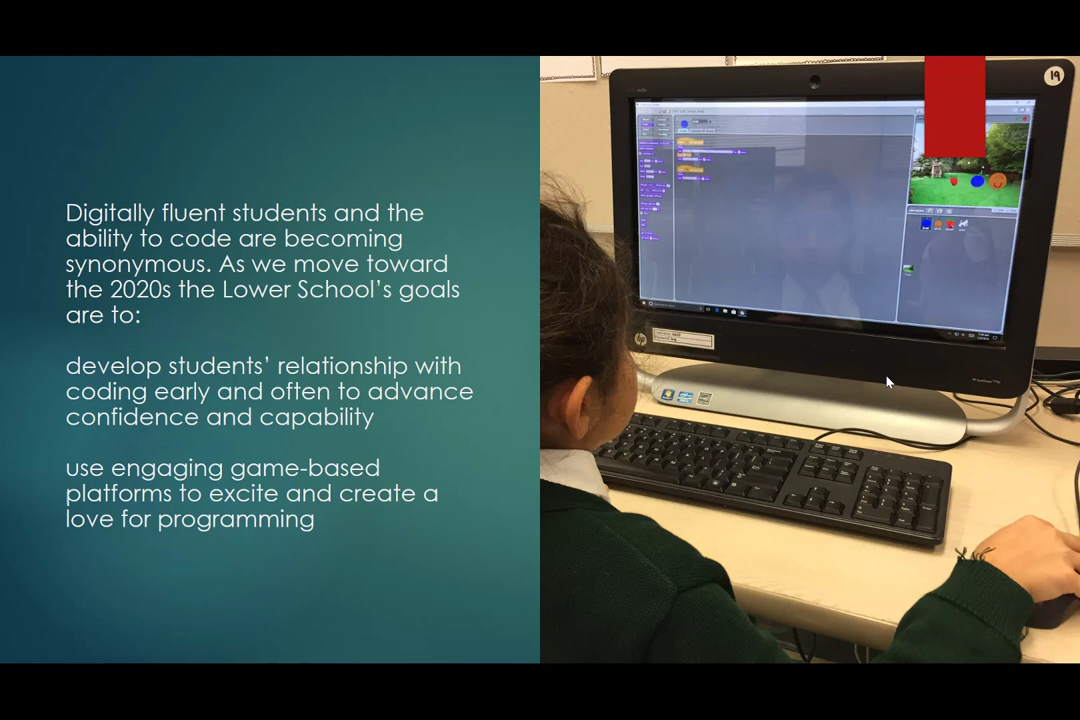 Digitally fluent students and the
ability to code are becoming
synonymous. As we move toward
the 2020s the Lower School’s goals
are to:
develop students’ relationship with
coding early and often to advance
confidence and capability
use engaging game-based
platforms to excite and create a
love for programming
19
hp